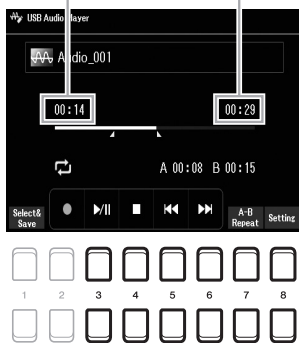 USB Audio Player
Audio_001
00:14 00:29
A 00:08 B 00:15
Select& Save A-B Repeat Setting
1 2 3 4 5 6 7 8